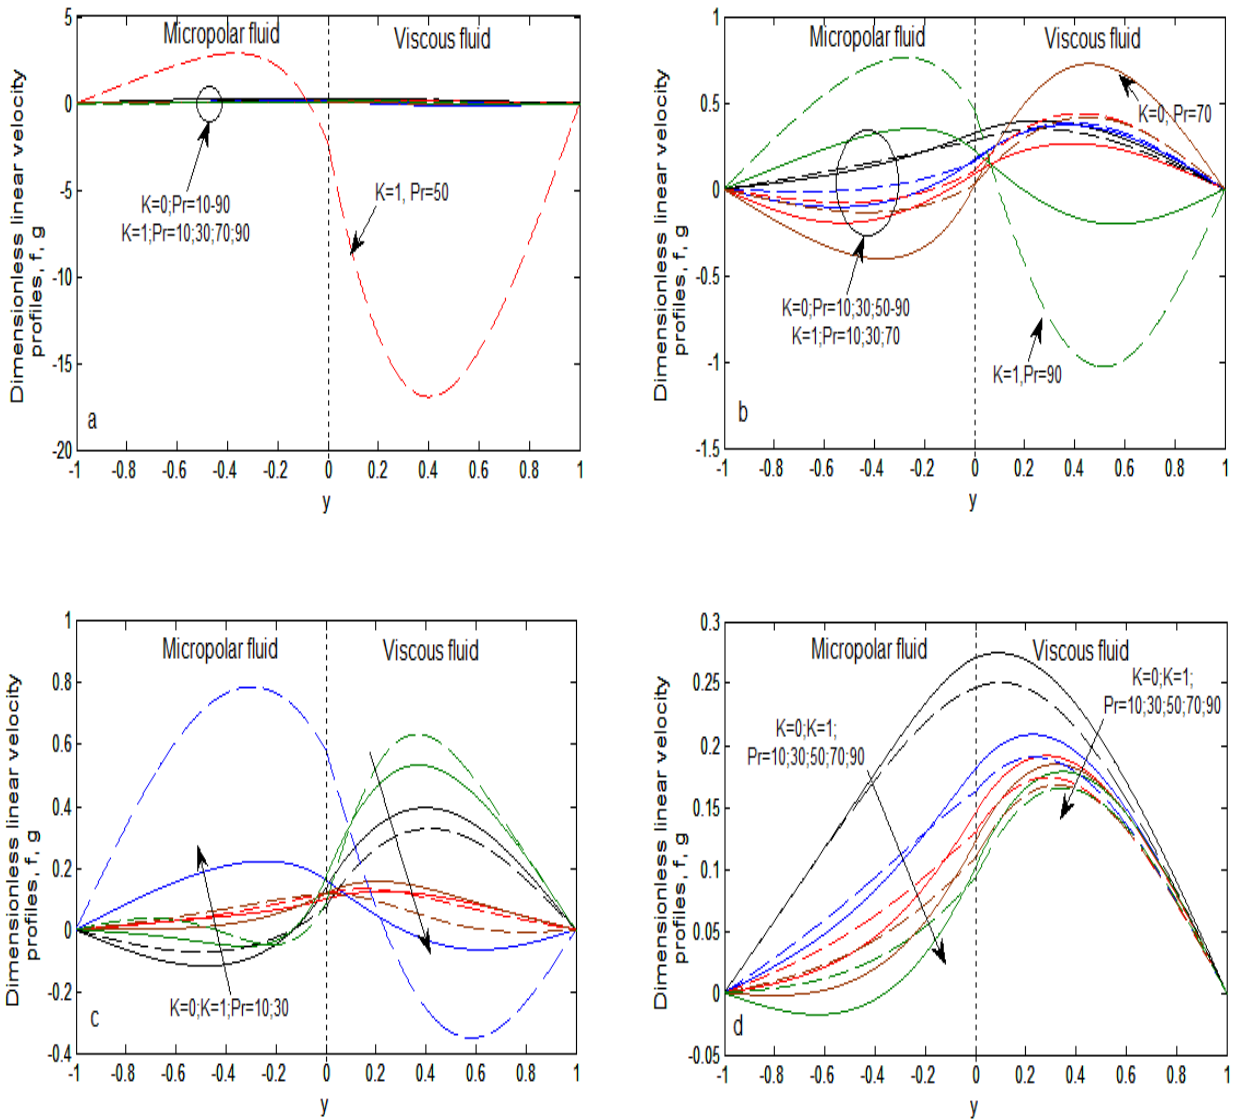 Micropolar fluid
Viscous fluid
Dimensionless linear velocity
profiles, f, g
5
0
-5
-10
-15
-20
K=0;Pr=10-90
K=1;Pr=10;30;70;90
K=1, Pr=50
a
-1 -0.8 -0.6 -0.4 -0.2 0 0.2 0.4 0.6 0.8 1
y
Micropolar fluid
Viscous fluid
Dimensionless linear velocity
profiles, f, g
1
0.5
0
-0.5
-1
-1.5
K=0, Pr=70
K=0;Pr=10;30;50-90
K=1;Pr=10;30;70
K=1,Pr=90
b
-1 -0.8 -0.6 -0.4 -0.2 0 0.2 0.4 0.6 0.8 1
y
Micropolar fluid
Viscous fluid
Dimensionless linear velocity
profiles, f, g
1
0.8
0.6
0.4
0.2
0
-0.2
-0.4
K=0;K=1;Pr=10;30
c
-1 -0.8 -0.6 -0.4 -0.2 0 0.2 0.4 0.6 0.8 1
y
Micropolar fluid
Viscous fluid
Dimensionless linear velocity
profiles, f, g
0.3
0.25
0.2
0.15
0.1
0.05
0
-0.05
K=0;K=1;
Pr=10;30;50;70;90
K=0;K=1;
Pr=10;30;50;70;90
d
-1 -0.8 -0.6 -0.4 -0.2 0 0.2 0.4 0.6 0.8 1
y